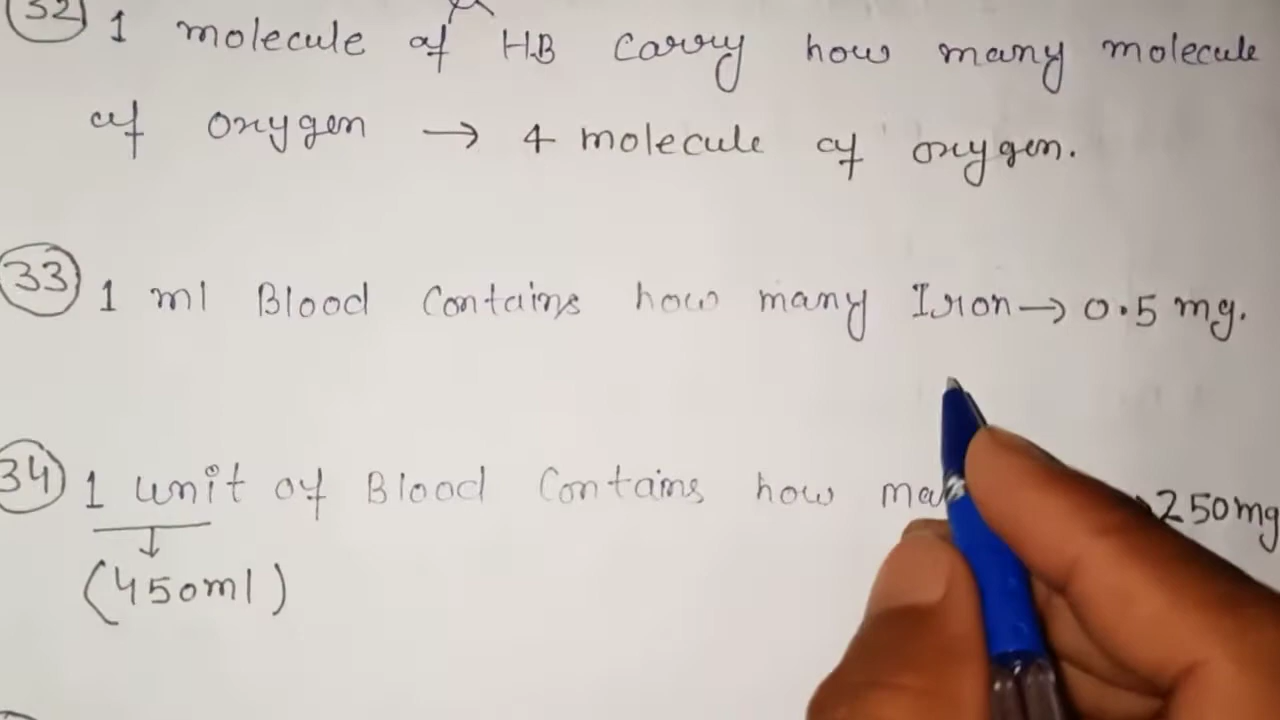 32 1 molecule of HB Carry how many molecule
of oxygen → 4 molecule of oxygen.
33 1 ml Blood Contains how many Iron → 0.5 mg.
34 1 unit of Blood Contains how 250mg
(450ml)